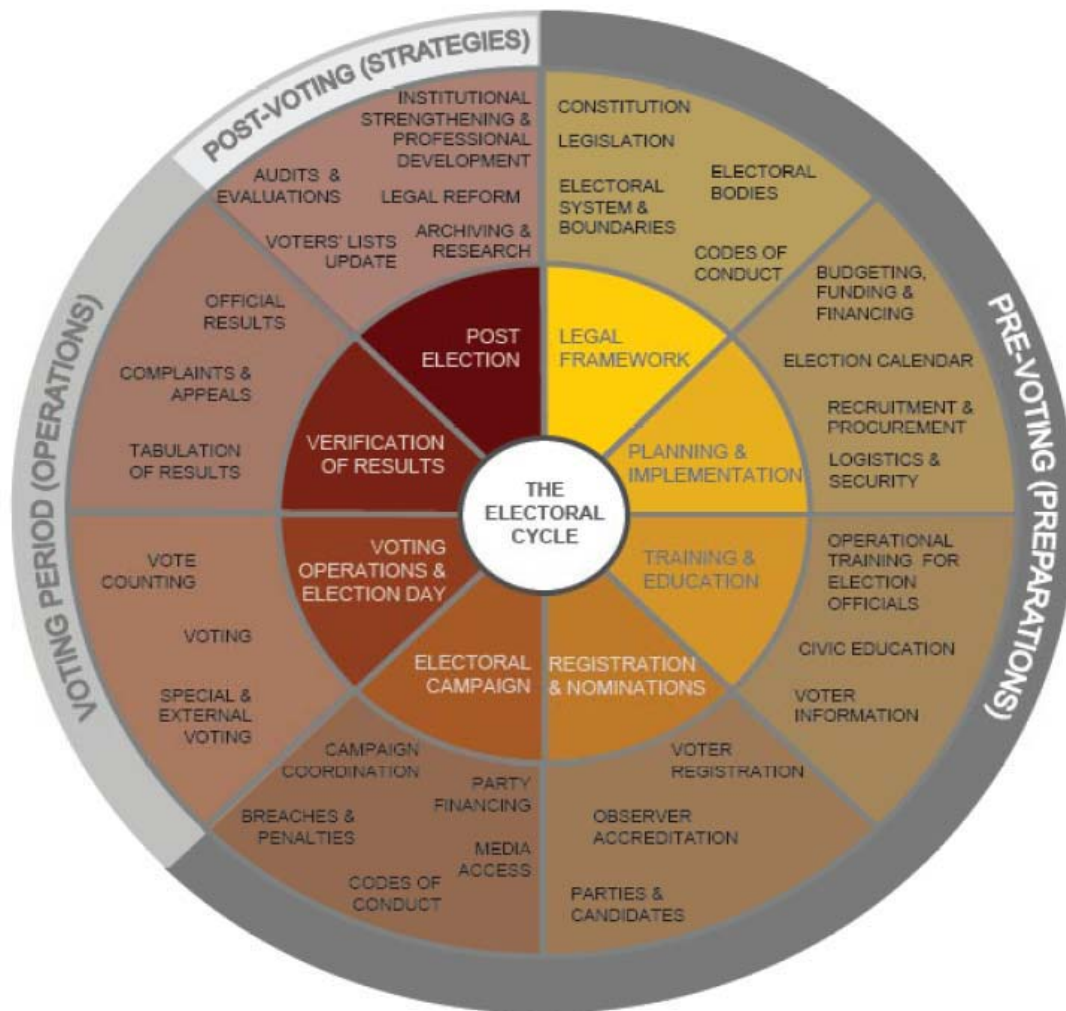 POST-VOTING (STRATEGIES)
PRE-VOTING (PREPARATIONS)
VOTING PERIOD (OPERATIONS)
THE
ELECTORAL
CYCLE
LEGAL
FRAMEWORK
CONSTITUTION
LEGISLATION
ELECTORAL
SYSTEM &
BOUNDARIES
ELECTORAL
BODIES
CODES OF
CONDUCT
PLANNING &
IMPLEMENTATION
BUDGETING,
FUNDING &
FINANCING
ELECTION CALENDAR
RECRUITMENT &
PROCUREMENT
LOGISTICS &
SECURITY
TRAINING &
EDUCATION
OPERATIONAL
TRAINING FOR
ELECTION
OFFICIALS
CIVIC EDUCATION
VOTER
INFORMATION
REGISTRATION
& NOMINATIONS
VOTER
REGISTRATION
OBSERVER
ACCREDITATION
PARTIES &
CANDIDATES
ELECTORAL
CAMPAIGN
CAMPAIGN
COORDINATION
PARTY
FINANCING
BREACHES &
PENALTIES
MEDIA
ACCESS
CODES OF
CONDUCT
VOTING
OPERATIONS &
ELECTION DAY
VOTE
COUNTING
VOTING
SPECIAL &
EXTERNAL
VOTING
VERIFICATION
OF RESULTS
OFFICIAL
RESULTS
COMPLAINTS &
APPEALS
TABULATION
OF RESULTS
POST
ELECTION
INSTITUTIONAL
STRENGTHENING &
PROFESSIONAL
DEVELOPMENT
AUDITS &
EVALUATIONS
LEGAL REFORM
VOTERS' LISTS
UPDATE
ARCHIVING &
RESEARCH